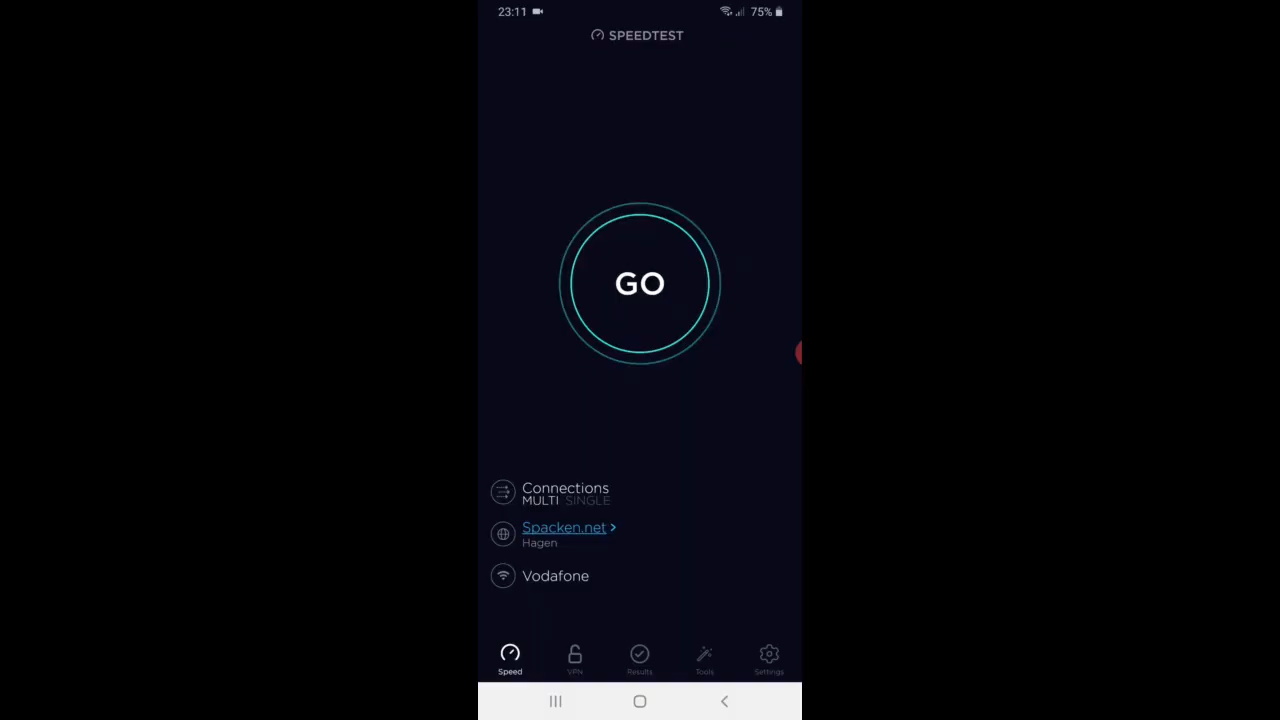 23:11
75%
SPEEDTEST
GO
Connections
MULTI SINGLE
Spacken.net >
Hagen
Vodafone
Speed VPN Results Tools Settings